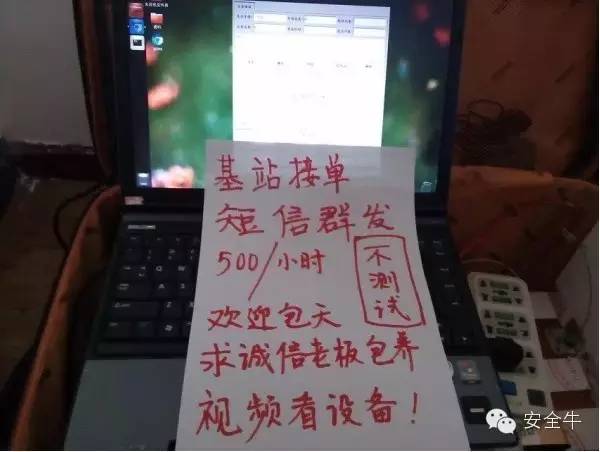 基站接单
短信群发
500/小时
不测试
欢迎包天
求诚信老板包养
视频看设备!
安全牛